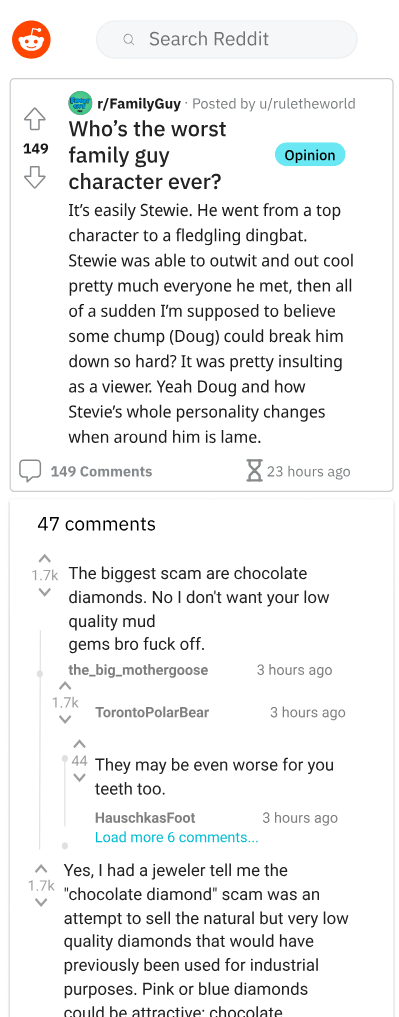 Search Reddit
r/FamilyGuy · Posted by u/ruletheworld
Who's the worst
family guy
character ever?
Opinion
149
It's easily Stewie. He went from a top
character to a fledgling dingbat.
Stewie was able to outwit and out cool
pretty much everyone he met, then all
of a sudden I'm supposed to believe
some chump (Doug) could break him
down so hard? It was pretty insulting
as a viewer. Yeah Doug and how
Stevie's whole personality changes
when around him is lame.
149 Comments
23 hours ago
47 comments
1.7k
The biggest scam are chocolate
diamonds. No I don't want your low
quality mud
gems bro fuck off.
the_big_mothergoose 3 hours ago
1.7k
TorontoPolarBear 3 hours ago
44
They may be even worse for you
teeth too.
HauschkasFoot 3 hours ago
Load more 6 comments...
1.7k
Yes, I had a jeweler tell me the
"chocolate diamond" scam was an
attempt to sell the natural but very low
quality diamonds that would have
previously been used for industrial
purposes. Pink or blue diamonds
could be attractive; chocolate